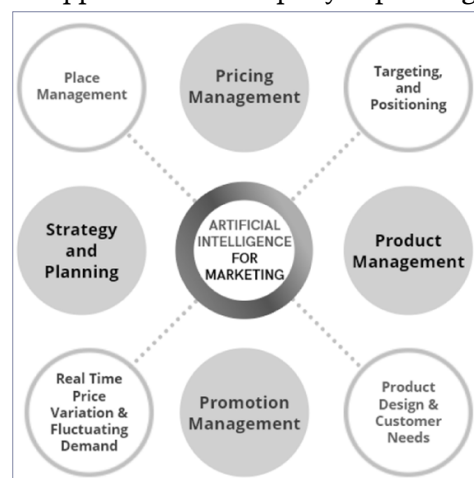 Place
Management
Pricing
Management
Targeting,
and
Positioning
Strategy
and
Planning
ARTIFICIAL
INTELLIGENCE
FOR
MARKETING
Product
Management
Real Time
Price
Variation &
Fluctuating
Demand
Promotion
Management
Product
Design &
Customer
Needs